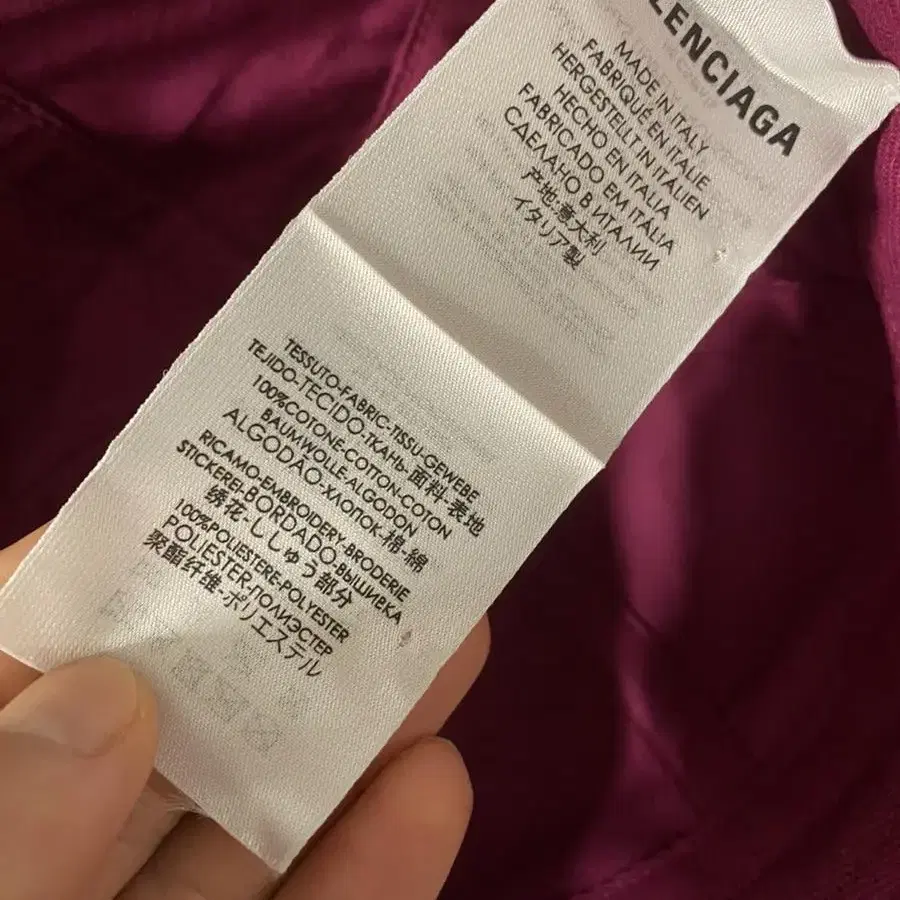 LENCIAGA
MADE IN ITALY
FABRIQUÉ EN ITALIE
HERGESTELLT IN ITALIEN
HECHO EN ITALIA
FABRICADO EM ITÁLIA
СДЕЛАНО В ИТАЛИИ
产地:意大利
イタリア製
TESSUTO-FABRIC-TISSU-GEWEBE
TEJIDO-TECIDO-ТКАНЬ-面料-表地
100%COTONE-COTTON-COTON
BAUMWOLLE-ALGODON
ALGODAO-ХЛОПОК-棉-綿
RICAMO-EMBROIDERY-BRODERIE
STICKEREI-BORDADO-ВЫШИВКА
绣花-ししゅう部分
100%POLIESTERE-POLYESTER
POLIESTER-ПОЛИЭСТЕР
聚酯纤维-ポリエステル